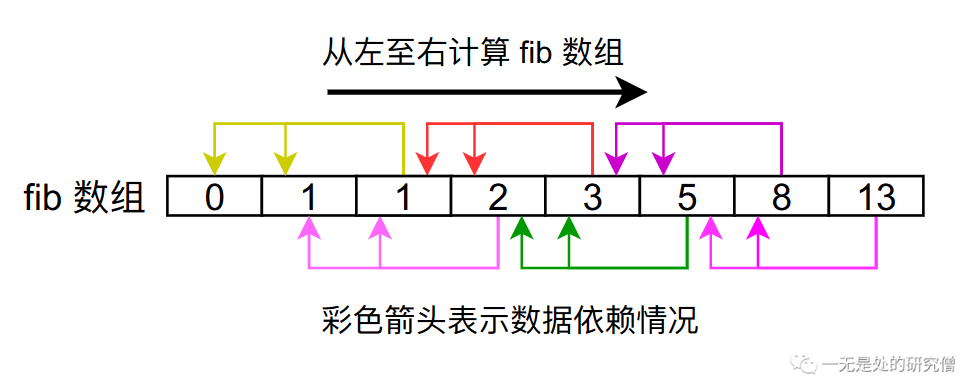 从左至右计算 fib 数组
fib 数组 0 1 1 2 3 5 8 13
彩色箭头表示数据依赖情况
一无是处的研究僧